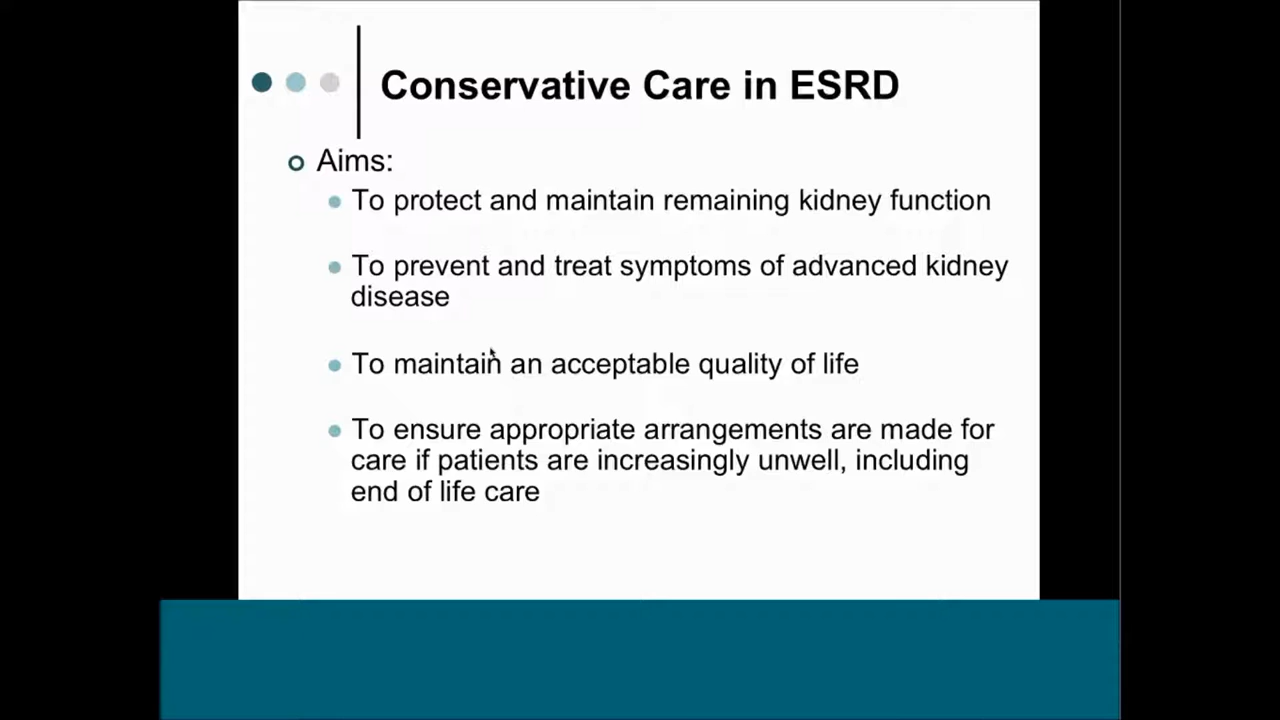 Conservative Care in ESRD
Aims:
To protect and maintain remaining kidney function
To prevent and treat symptoms of advanced kidney
disease
To maintain an acceptable quality of life
To ensure appropriate arrangements are made for
care if patients are increasingly unwell, including
end of life care